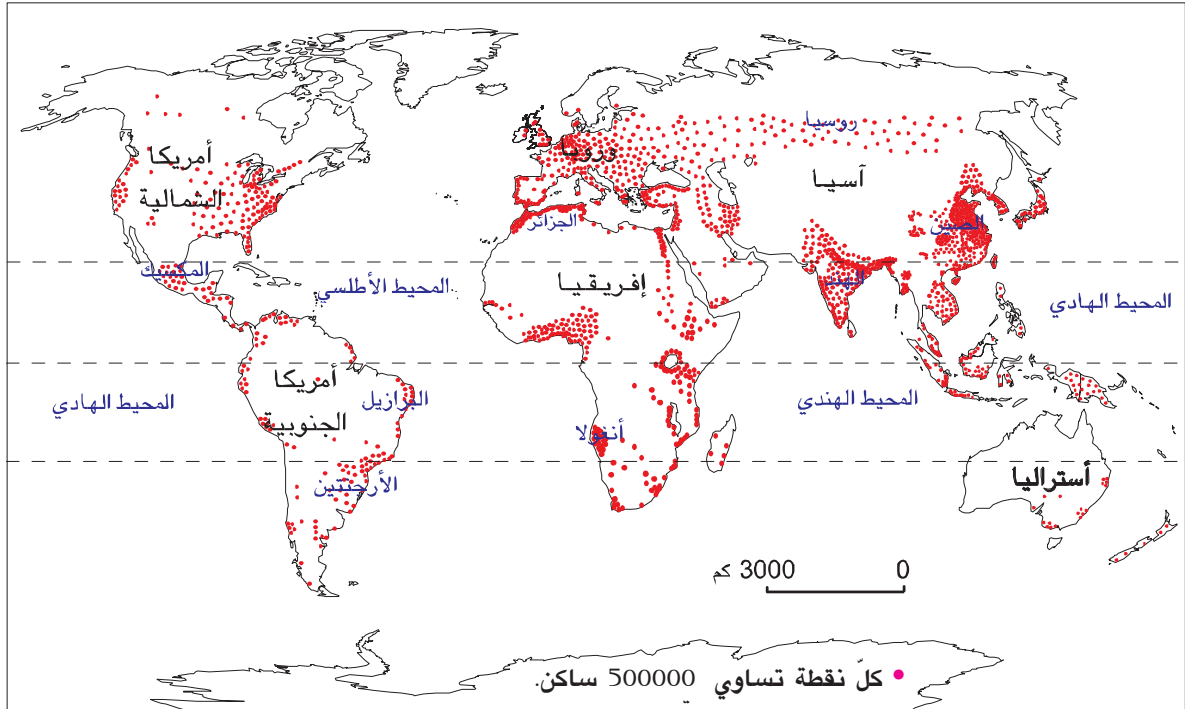 روسيا
أمريكا
الشمالية
وروبا
آسيا
الجزائر
الصين
المكسيك
المحيط الأطلسي
إفريقيا
الهند
المحيط الهادي
أمريكا
الجنوبية
البرازيل
المحيط الهادي
المحيط الهندي
أنغولا
الأرجنتين
أستراليا
0 3000 كم
كلّ نقطة تساوي 500000 ساكن.